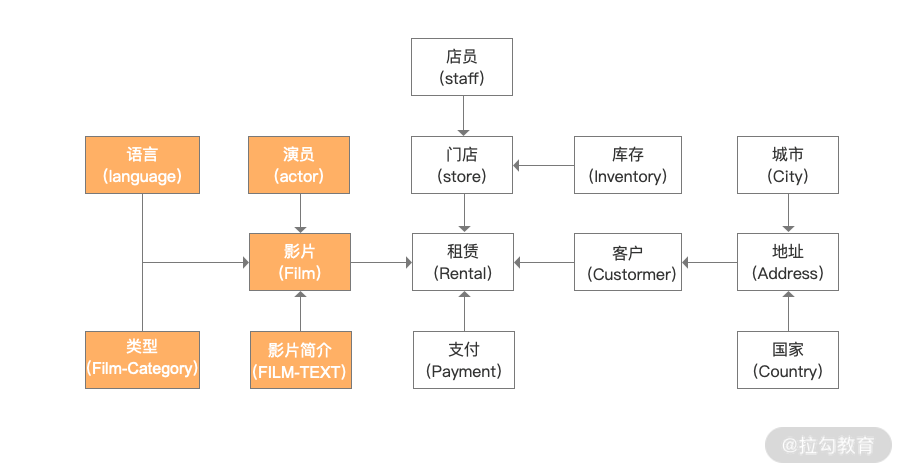 店员
(staff)
语言
(language)
演员
(actor)
门店
(store)
库存
(Inventory)
城市
(City)
影片
(Film)
租赁
(Rental)
客户
(Custormer)
地址
(Address)
类型
(Film-Category)
影片简介
(FILM-TEXT)
支付
(Payment)
国家
(Country)
@拉勾教育